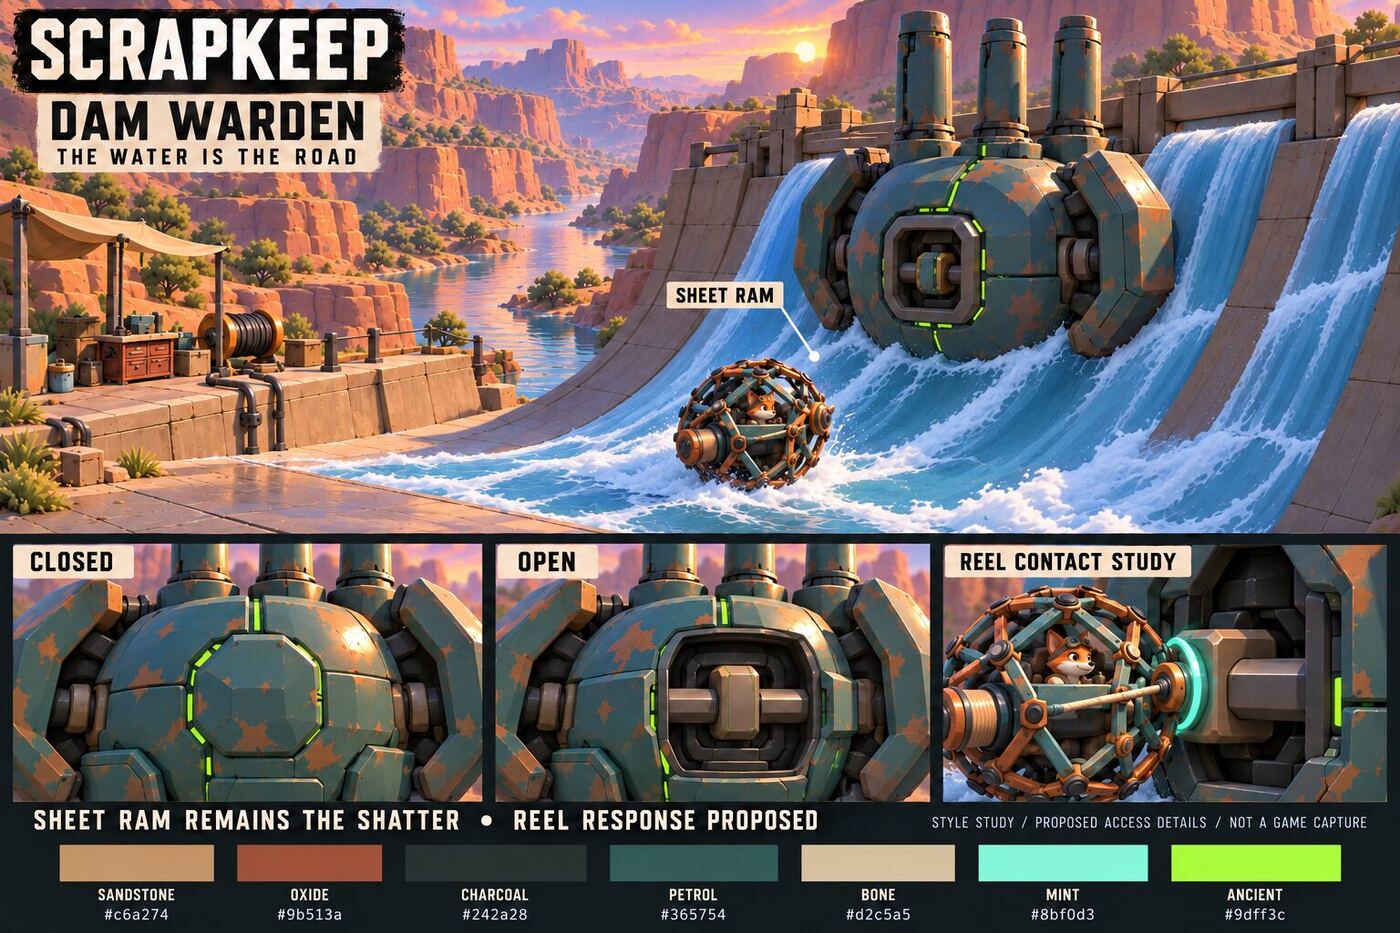 SCRAPKEEP
DAM WARDEN
THE WATER IS THE ROAD
SHEET RAM
CLOSED
OPEN
REEL CONTACT STUDY
SHEET RAM REMAINS THE SHATTER • REEL RESPONSE PROPOSED
STYLE STUDY / PROPOSED ACCESS DETAILS / NOT A GAME CAPTURE
SANDSTONE
#c6a274
OXIDE
#9b513a
CHARCOAL
#242a28
PETROL
#365754
BONE
#d2c5a5
MINT
#8bf0d3
ANCIENT
#9dff3c